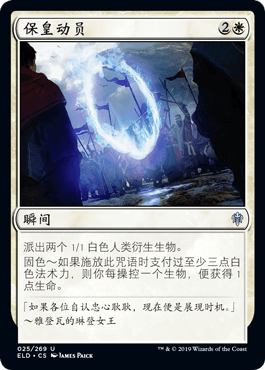 保皇动员 2
瞬间
派出两个 1/1 白色人类衍生生物。
固色～如果施放此咒语时支付过至少三点白
色法术力，则你每操控一个生物，便获得 1
点生命。
「如果各位自认忠心耿耿，现在便是展现时机。」
～雅登瓦的琳登女王
025/269 U
ELD • CS JAMES PAICK
™ & © 2019 Wizards of the Coast